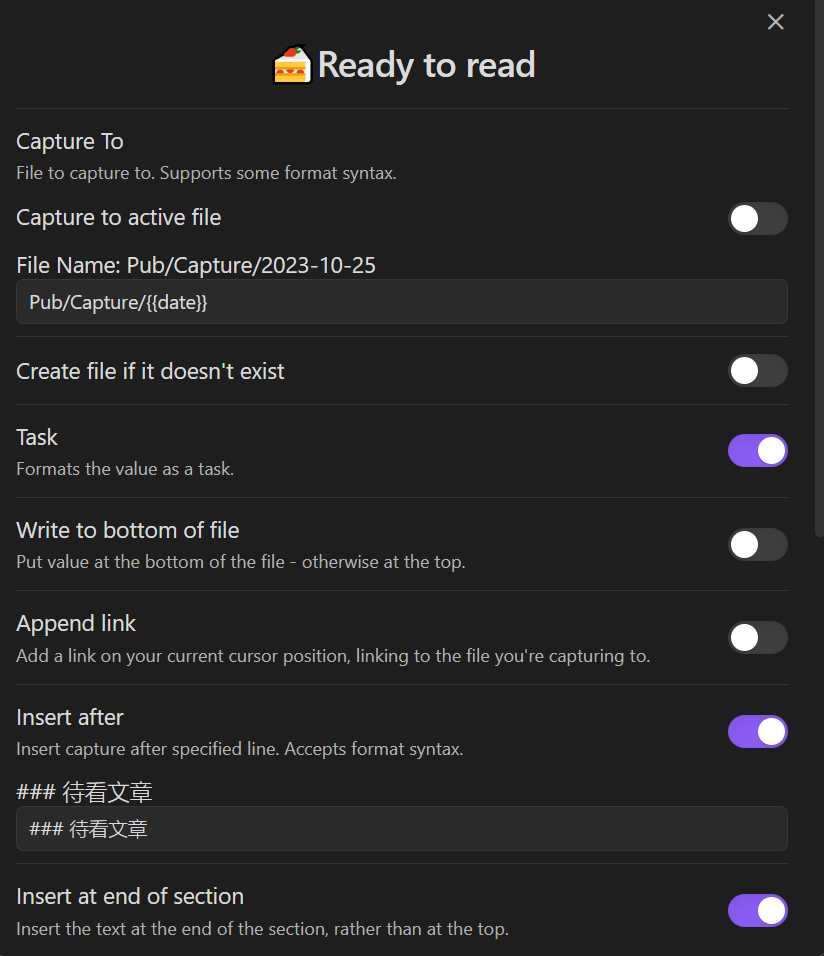 Ready to read
Capture To
File to capture to. Supports some format syntax.
Capture to active file
File Name: Pub/Capture/2023-10-25
Pub/Capture/{{date}}
Create file if it doesn't exist
Task
Formats the value as a task.
Write to bottom of file
Put value at the bottom of the file - otherwise at the top.
Append link
Add a link on your current cursor position, linking to the file you're capturing to.
Insert after
Insert capture after specified line. Accepts format syntax.
### 待看文章
### 待看文章
Insert at end of section
Insert the text at the end of the section, rather than at the top.